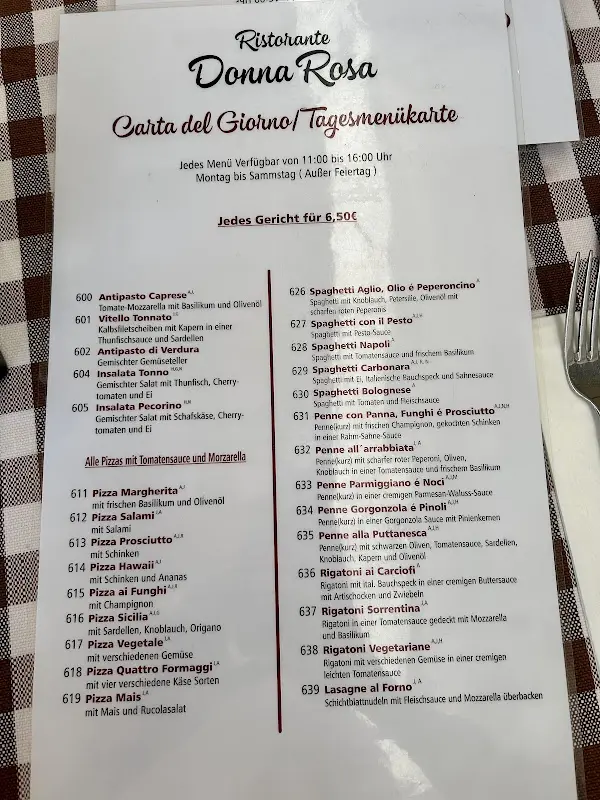 Ristorante
Donna Rosa
Carta del Giorno/ Tagesmenükarte
Jedes Menü Verfügbar von 11:00 bis 16:00 Uhr
Montag bis Sammstag ( Außer Feiertag )
Jedes Gericht für 6,50€
600 Antipasto Caprese
Tomate-Mozzarella mit Basilikum und Olivenöl
601 Vitello Tonnato
Kalbsfiletscheiben mit Kapern in einer
Thunfischsauce und Sardellen
602 Antipasto di Verdura
Gemischter Gemüseteller
604 Insalata Tonno
Gemischter Salat mit Thunfisch, Cherry-
tomaten und Ei
605 Insalata Pecorino
Gemischter Salat mit Schafskäse, Cherry-
tomaten und Ei
Alle Pizzas mit Tomatensauce und Morzarella
611 Pizza Margherita
mit frischen Basilikum und Olivenöl
612 Pizza Salami
mit Salami
613 Pizza Prosciutto
mit Schinken
614 Pizza Hawaii
mit Schinken und Ananas
615 Pizza ai Funghi
mit Champignon
616 Pizza Sicilia
mit Sardellen, Knoblauch, Origano
617 Pizza Vegetale
mit verschiedenen Gemüse
618 Pizza Quattro Formaggi
mit vier verschiedene Käse Sorten
619 Pizza Mais
mit Mais und Rucolasalat
626 Spaghetti Aglio, Olio é Peperoncino
Spaghetti mit Knoblauch, Petersilie, Olivenöl mit
scharfen roten Peperonis
627 Spaghetti con il Pesto
Spaghetti mit Pesto-Sauce
628 Spaghetti Napoli
Spaghetti mit Tomatensauce und frischem Basilikum
629 Spaghetti Carbonara
Spaghetti mit Ei, Italienische Bauchspeck und Sahnesauce
630 Spaghetti Bolognese
Spaghetti mit Tomaten und Fleischsauce
631 Penne con Panna, Funghi é Prosciutto
Penne(kurz) mit frischen Champignon, gekochten Schinken
in einer Rahm-Sahne-Sauce
632 Penne all´arrabbiata
Penne(kurz) mit scharfer roter Peperoni, Oliven,
Knoblauch in einer Tomatensauce und frischem Basilikum
633 Penne Parmigiano é Noci
Penne(kurz) in einer cremigen Parmesan-Waluss-Sauce
634 Penne Gorgonzola é Pinoli
Penne(kurz) in einer Gorgonzola Sauce mit Pinienkernen
635 Penne alla Puttanesca
Penne(kurz) mit schwarzen Oliven, Tomatensauce, Sardellen,
Knoblauch, Kapern und Olivenöl
636 Rigatoni ai Carciofi
Rigatoni mit ital. Bauchspeck in einer cremigen Buttersauce
mit Artischocken und Zwiebeln
637 Rigatoni Sorrentina
Rigatoni in einer Tomatensauce gedeckt mit Mozzarella
und Basilikum
638 Rigatoni Vegetariane
Rigatoni mit verschiedenen Gemüse in einer cremigen
leichten Tomatensauce
639 Lasagne al Forno
Schichtblattnudeln mit Fleischsauce und Mozzarella überbacken